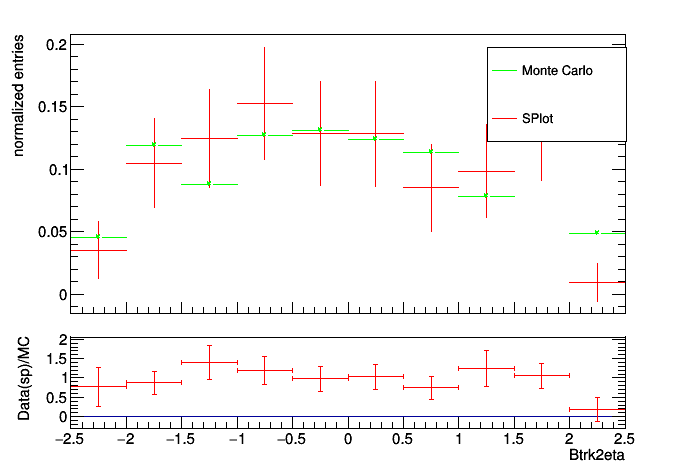 normalized entries
0.2
0.15
0.1
0.05
0
Monte Carlo
SPlot
Data(sp)/MC
2
1.5
1
0.5
0
−2.5 −2 −1.5 −1 −0.5 0 0.5 1 1.5 2 2.5
Btrk2eta